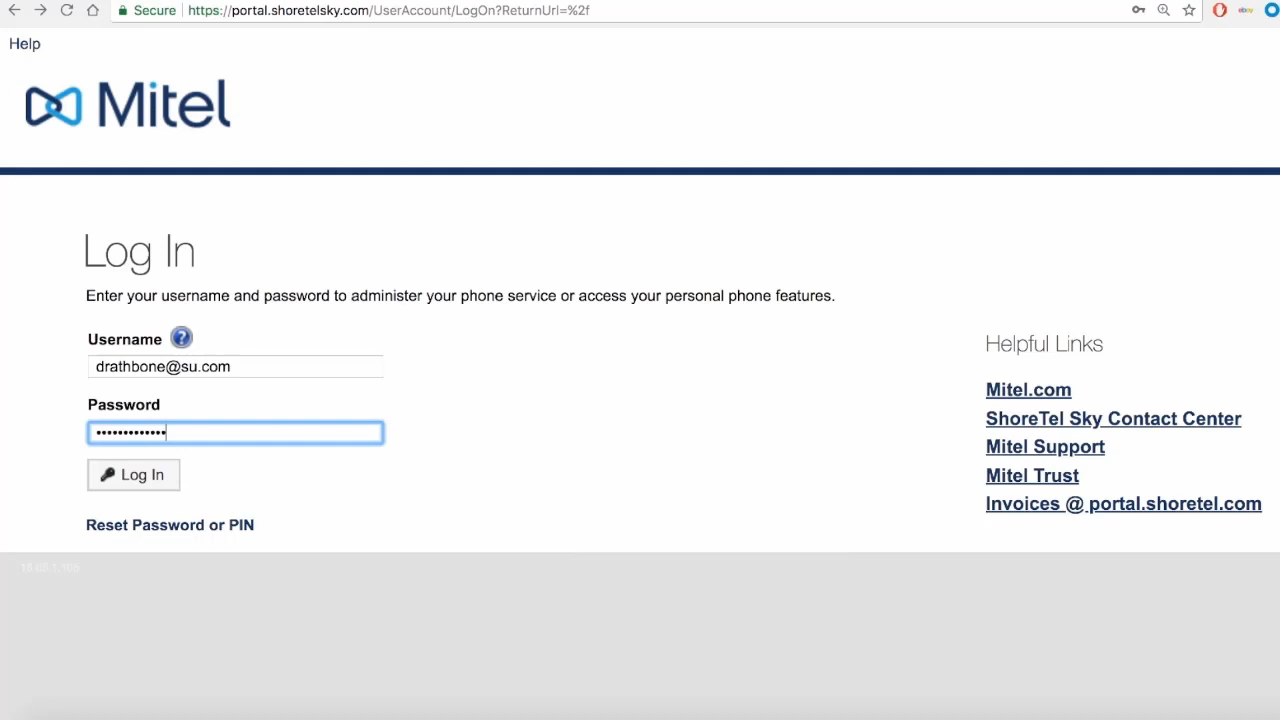 Secure https://portal.shoretelsky.com/UserAccount/LogOn?ReturnUrl=%2f
Help
Mitel
Log In
Enter your username and password to administer your phone service or access your personal phone features.
Username ?
drathbone@su.com
Password
•••••••••••••
Log In
Reset Password or PIN
Helpful Links
Mitel.com
ShoreTel Sky Contact Center
Mitel Support
Mitel Trust
Invoices @ portal.shoretel.com